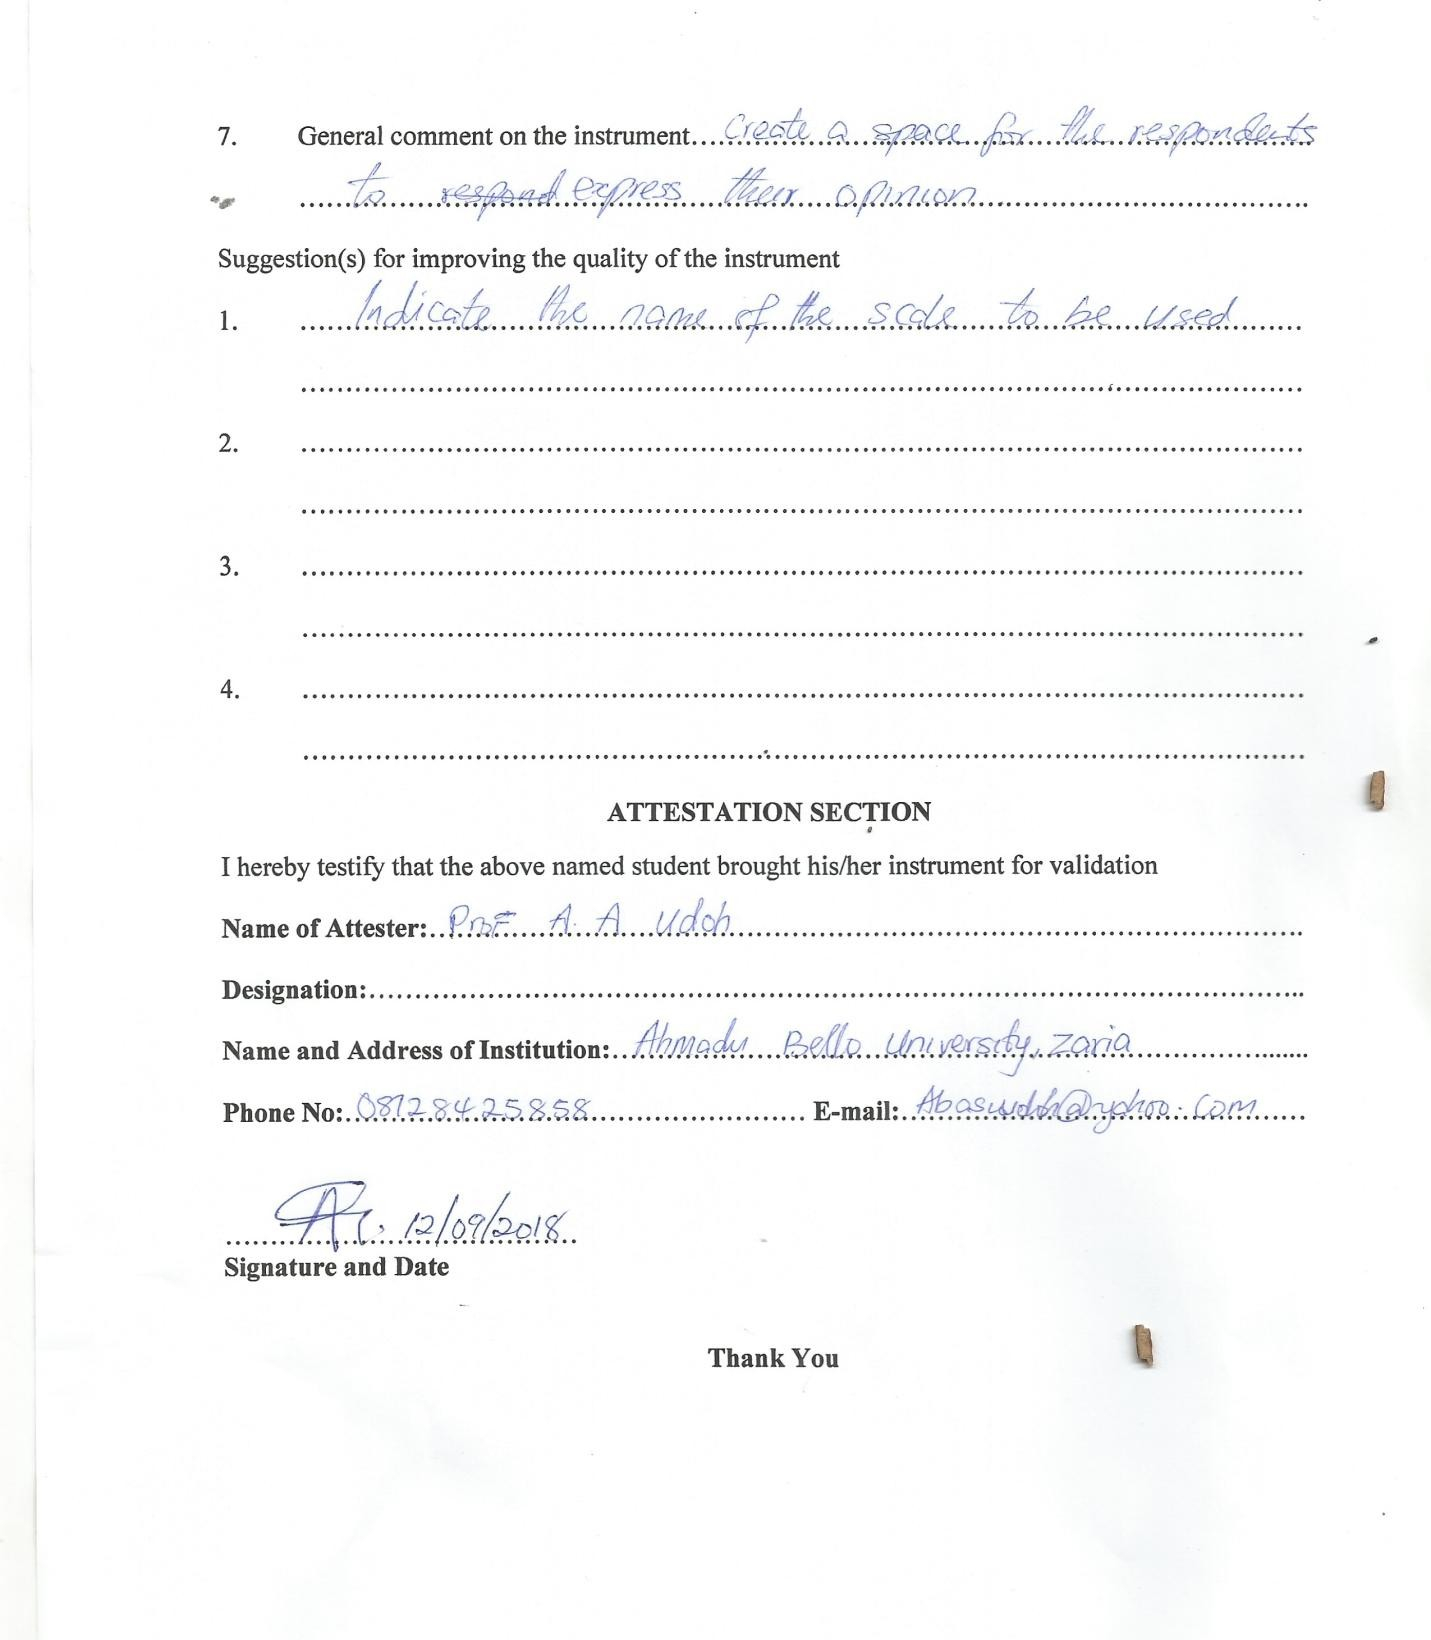 7. General comment on the instrument....Create a space for the respondents
to respond express their opinion
Suggestion(s) for improving the quality of the instrument
1. Indicate the name of the scale to be used
2.
3.
4.
ATTESTATION SECTION
I hereby testify that the above named student brought his/her instrument for validation
Name of Attester: Prof A. A Udoh
Designation:
Name and Address of Institution: Ahmadu Bello University, Zaria
Phone No: 08128425858 E-mail: Abasiudoh@yahoo.com
12/09/2018
Signature and Date
Thank You